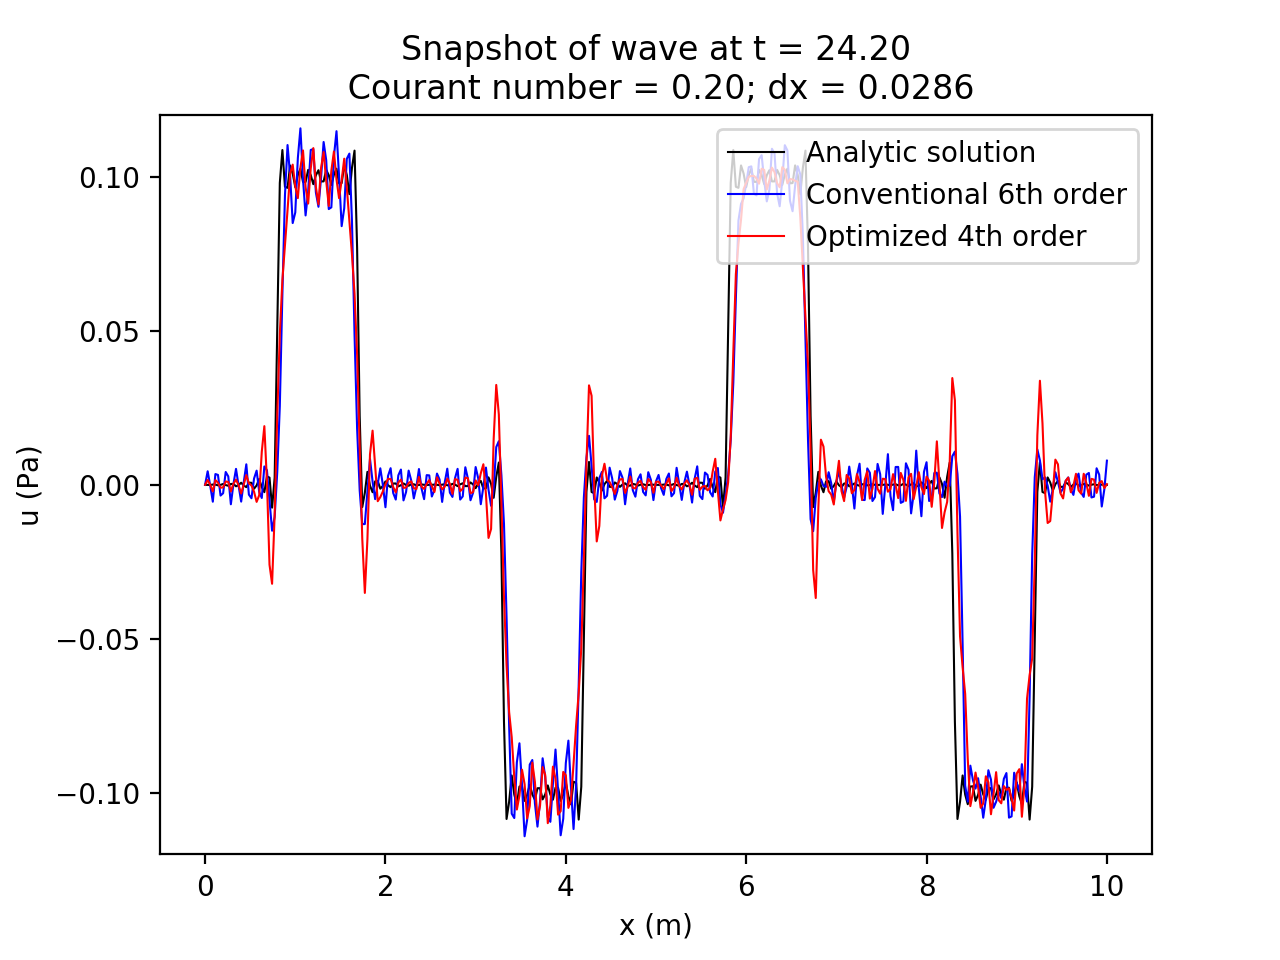 Snapshot of wave at t = 24.20
Courant number = 0.20; dx = 0.0286
Analytic solution
Conventional 6th order
Optimized 4th order
0.10
0.05
0.00
−0.05
−0.10
u (Pa)
0 2 4 6 8 10
x (m)